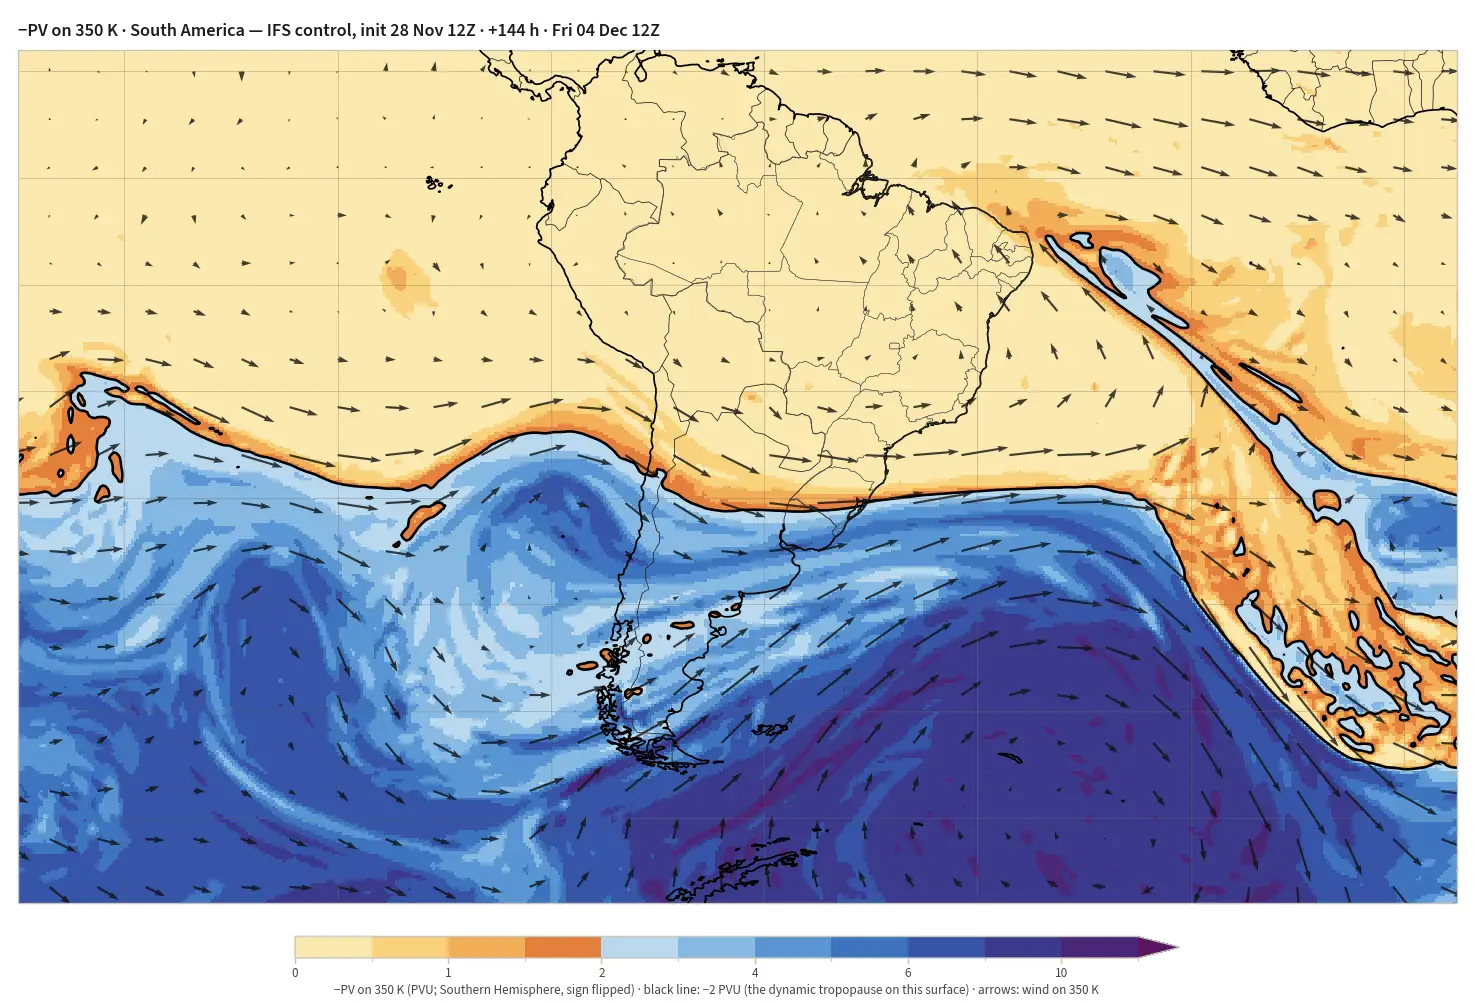 −PV on 350 K · South America — IFS control, init 28 Nov 12Z · +144 h · Fri 04 Dec 12Z
0 1 2 4 6 10
−PV on 350 K (PVU; Southern Hemisphere, sign flipped) · black line: −2 PVU (the dynamic tropopause on this surface) · arrows: wind on 350 K